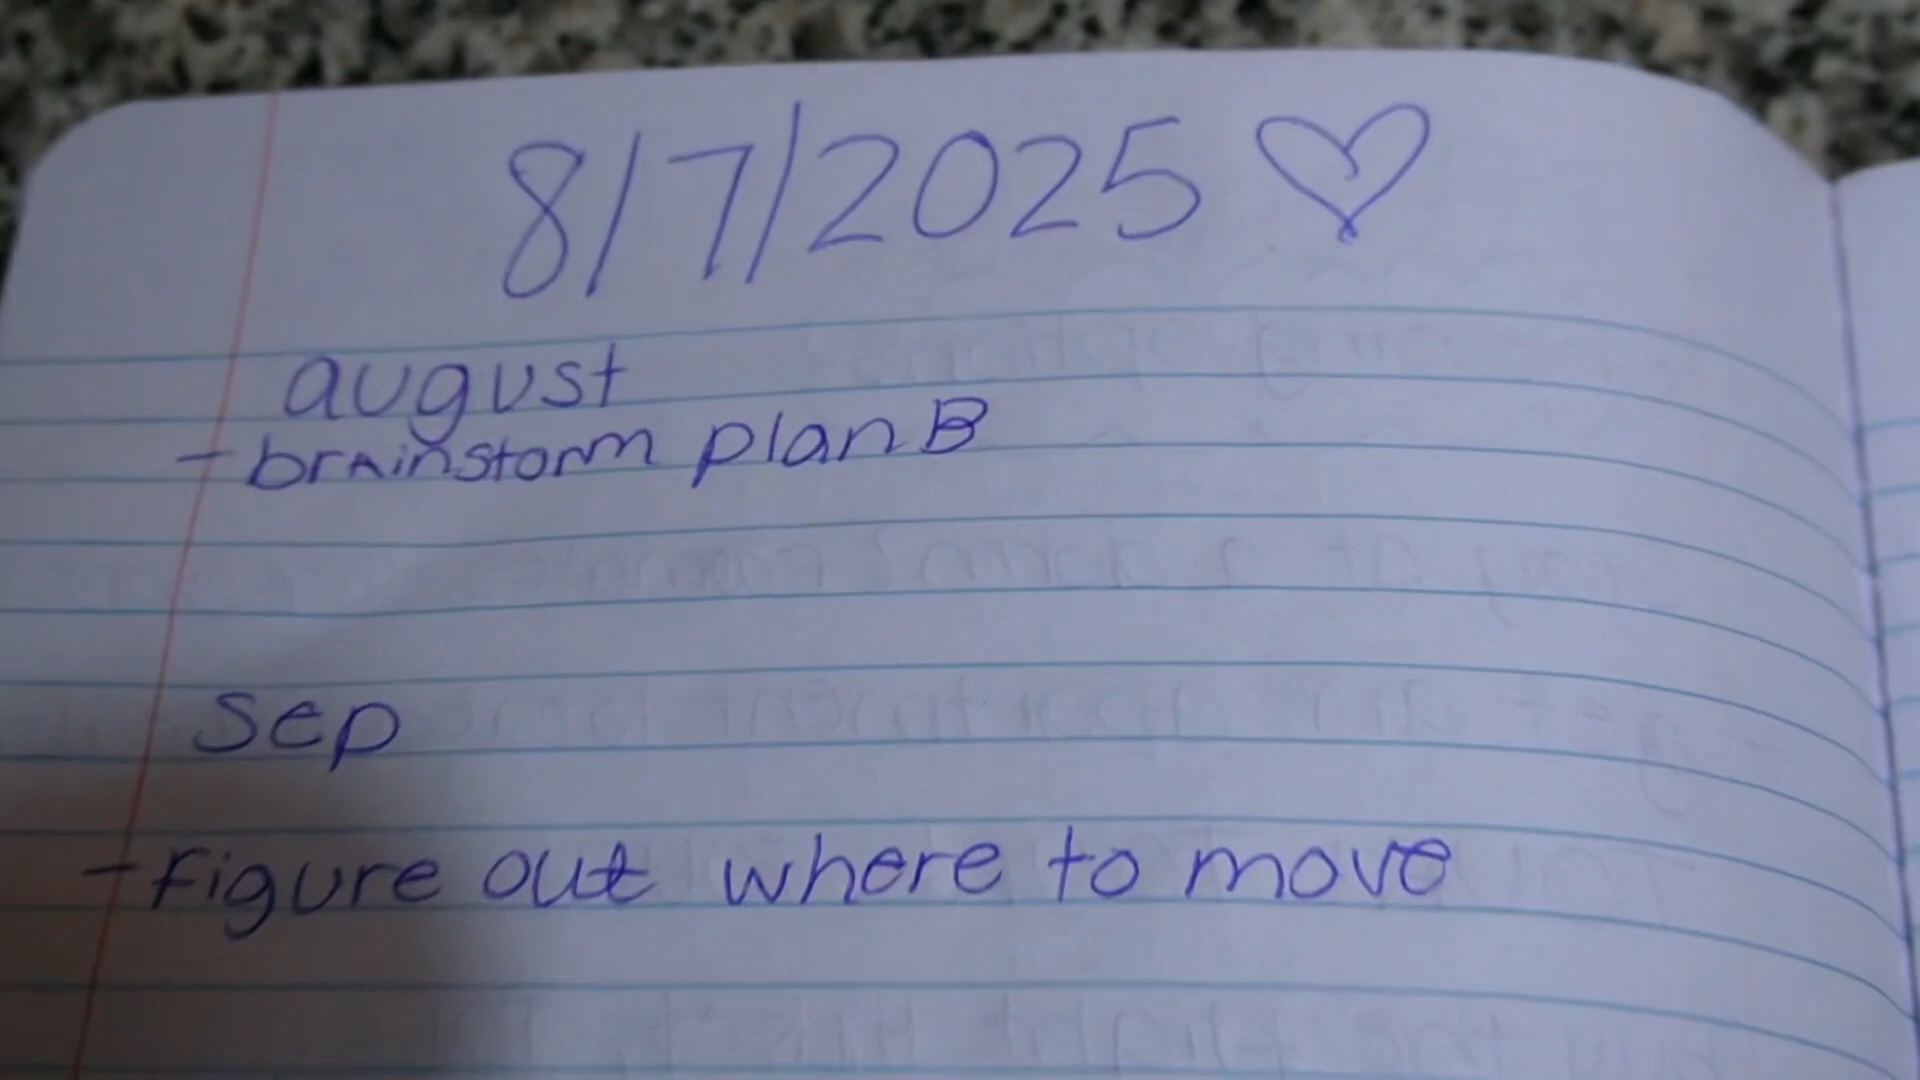 8/7/2025
august
- brainstorm plan B
sep
- figure out where to move